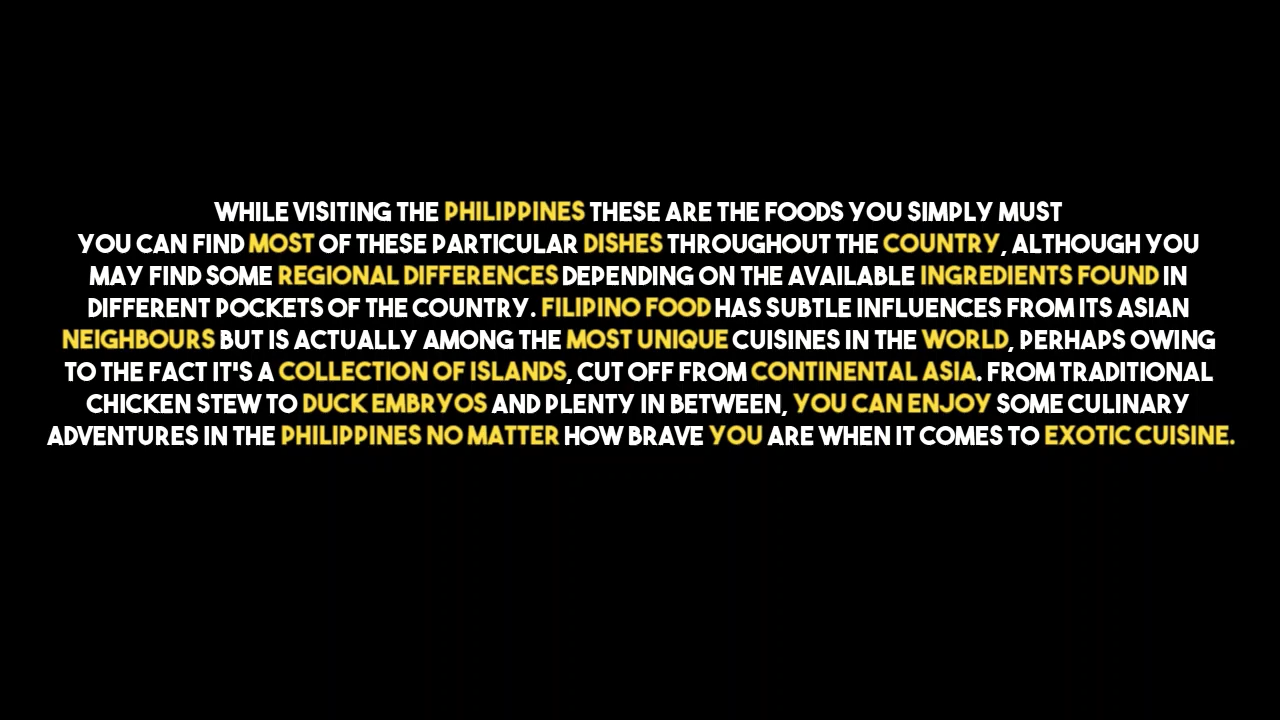 WHILE VISITING THE PHILIPPINES THESE ARE THE FOODS YOU SIMPLY MUST
YOU CAN FIND MOST OF THESE PARTICULAR DISHES THROUGHOUT THE COUNTRY, ALTHOUGH YOU
MAY FIND SOME REGIONAL DIFFERENCES DEPENDING ON THE AVAILABLE INGREDIENTS FOUND IN
DIFFERENT POCKETS OF THE COUNTRY. FILIPINO FOOD HAS SUBTLE INFLUENCES FROM ITS ASIAN
NEIGHBOURS BUT IS ACTUALLY AMONG THE MOST UNIQUE CUISINES IN THE WORLD, PERHAPS OWING
TO THE FACT IT'S A COLLECTION OF ISLANDS, CUT OFF FROM CONTINENTAL ASIA. FROM TRADITIONAL
CHICKEN STEW TO DUCK EMBRYOS AND PLENTY IN BETWEEN, YOU CAN ENJOY SOME CULINARY
ADVENTURES IN THE PHILIPPINES NO MATTER HOW BRAVE YOU ARE WHEN IT COMES TO EXOTIC CUISINE.